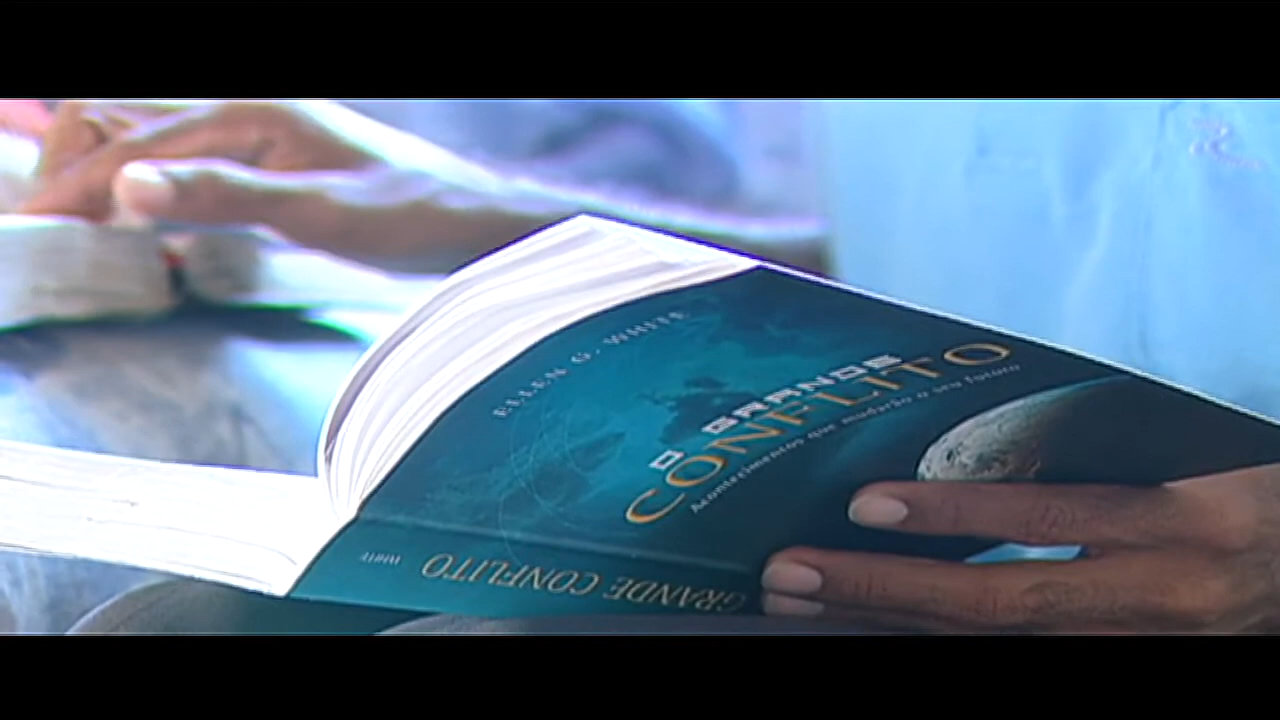 ELLEN G. WHITE
O GRANDE
CONFLITO
Acontecimentos que mudarão o seu futuro
GRANDE CONFLITO
WHITE